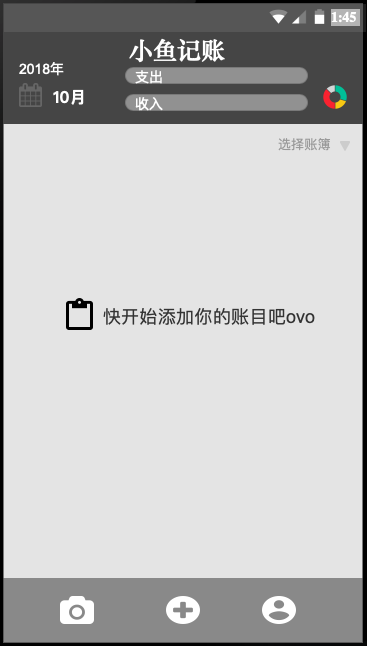 1:45
小鱼记账
2018年
支出
10月
收入
选择账簿
快开始添加你的账目吧ovo